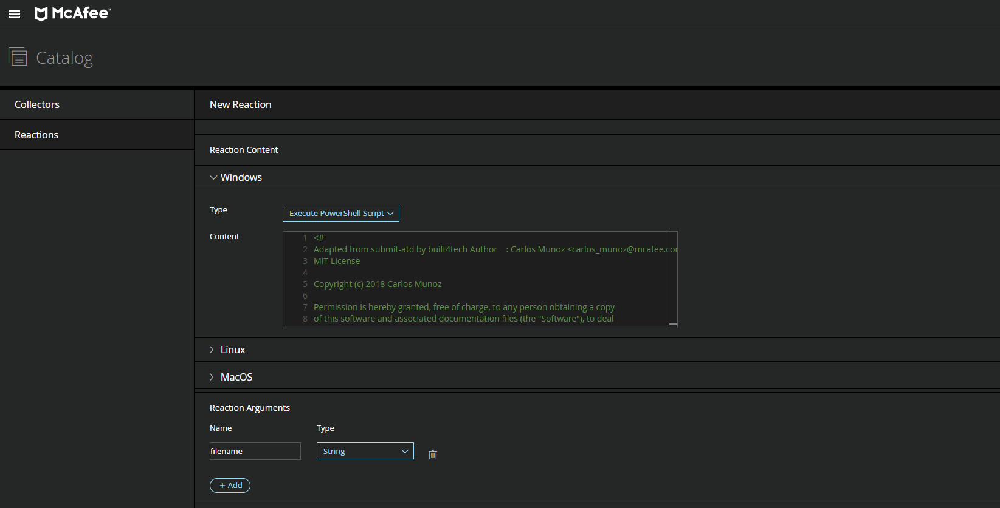 McAfee™
Catalog
Collectors
Reactions
New Reaction
Reaction Content
Windows
Type
Execute PowerShell Script
Content
1 <#
2 Adapted from submit-atd by built4tech Author : Carlos Munoz <carlos_munoz@mcafee.cor
3 MIT License
4
5 Copyright (c) 2018 Carlos Munoz
6
7 Permission is hereby granted, free of charge, to any person obtaining a copy
8 of this software and associated documentation files (the "Software"), to deal
Linux
MacOS
Reaction Arguments
Name Type
filename String
+ Add